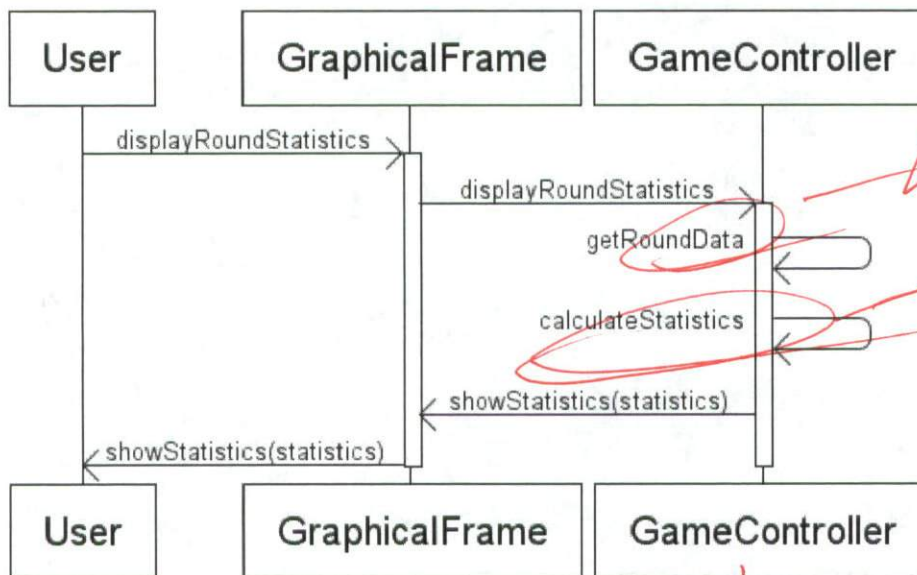 User GraphicalFrame GameController
displayRoundStatistics
displayRoundStatistics
getRoundData
calculateStatistics
showStatistics(statistics)
showStatistics(statistics)
User GraphicalFrame GameController